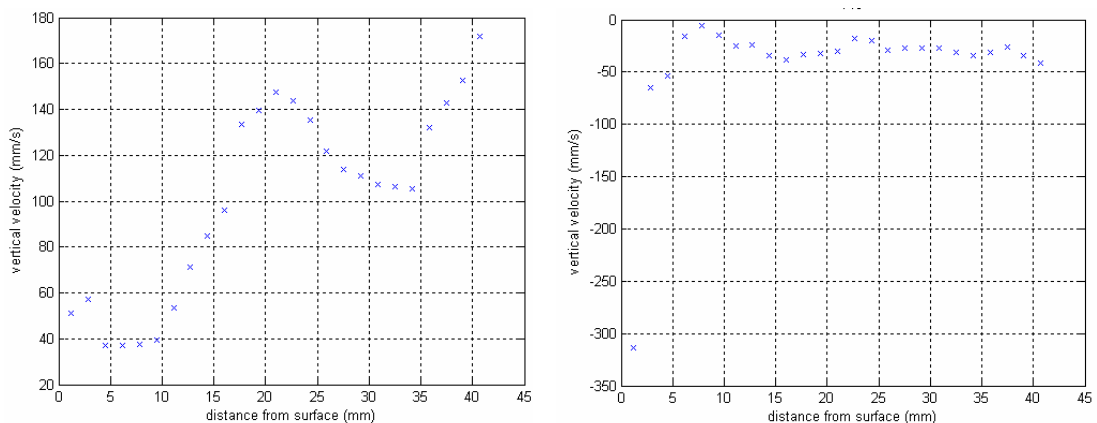 180
160
140
120
100
80
60
40
20
vertical velocity (mm/s)
0 5 10 15 20 25 30 35 40 45
distance from surface (mm)
0
-50
-100
-150
-200
-250
-300
-350
vertical velocity (mm/s)
0 5 10 15 20 25 30 35 40 45
distance from surface (mm)